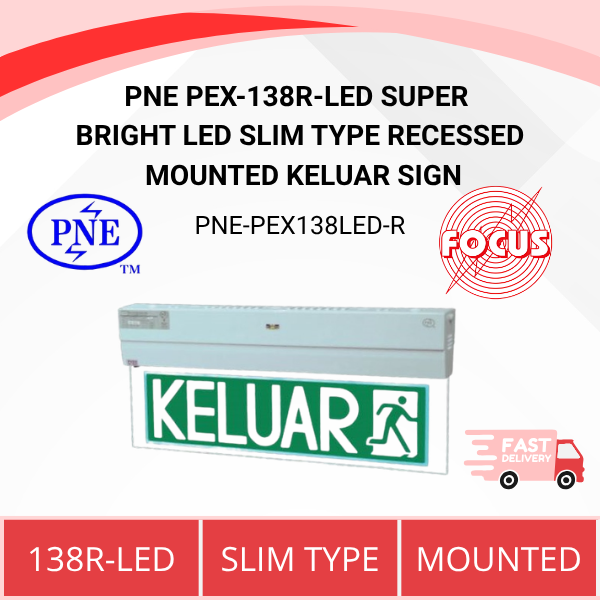 PNE PEX-138R-LED SUPER
BRIGHT LED SLIM TYPE RECESSED
MOUNTED KELUAR SIGN
PNE-PEX138LED-R
PNE
TM
FOCUS
KELUAR
FAST
DELIVERY
138R-LED
SLIM TYPE
MOUNTED